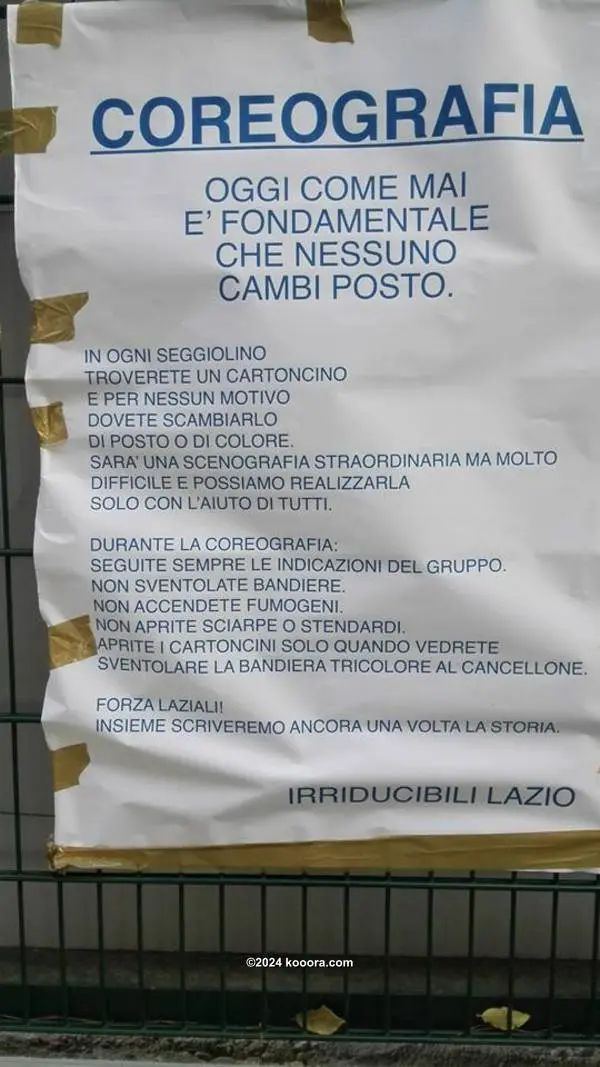 COREOGRAFIA
OGGI COME MAI
E' FONDAMENTALE
CHE NESSUNO
CAMBI POSTO.
IN OGNI SEGGIOLINO
TROVERETE UN CARTONCINO
E PER NESSUN MOTIVO
DOVETE SCAMBIARLO
DI POSTO O DI COLORE.
SARA' UNA SCENOGRAFIA STRAORDINARIA MA MOLTO
DIFFICILE E POSSIAMO REALIZZARLA
SOLO CON L'AIUTO DI TUTTI.
DURANTE LA COREOGRAFIA:
SEGUITE SEMPRE LE INDICAZIONI DEL GRUPPO.
NON SVENTOLATE BANDIERE.
NON ACCENDETE FUMOGENI.
NON APRITE SCIARPE O STENDARDI.
APRITE I CARTONCINI SOLO QUANDO VEDRETE
SVENTOLARE LA BANDIERA TRICOLORE AL CANCELLONE.
FORZA LAZIALI!
INSIEME SCRIVEREMO ANCORA UNA VOLTA LA STORIA.
IRRIDUCIBILI LAZIO
©2024 kooora.com